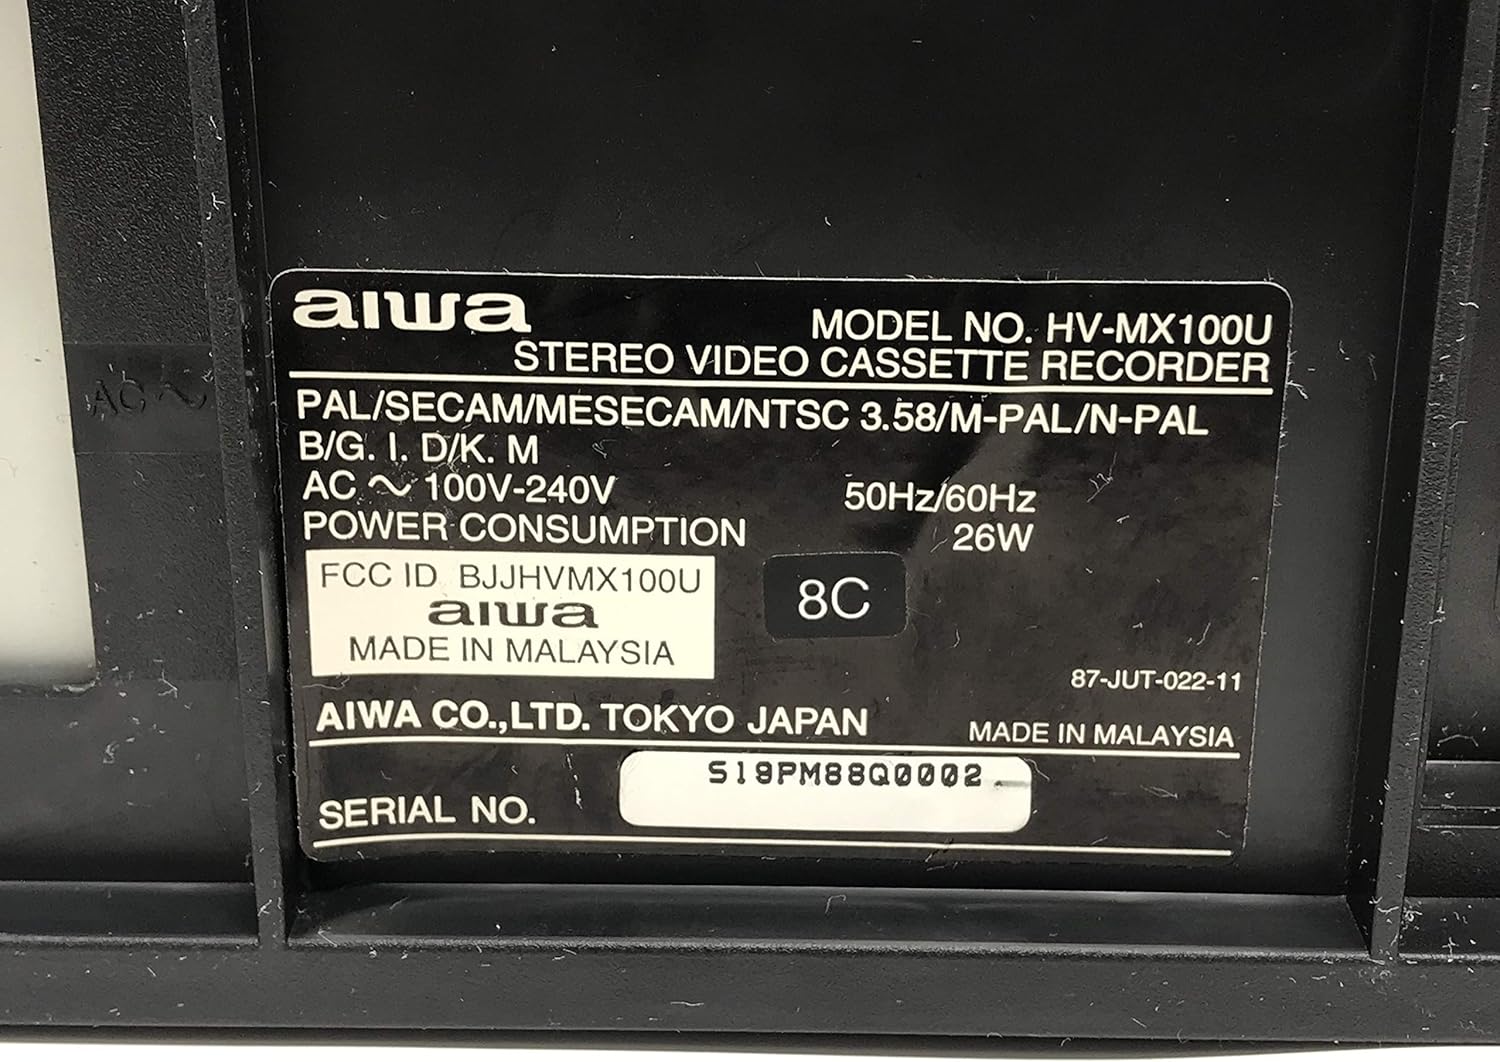 aiwa
MODEL NO. HV-MX100U
STEREO VIDEO CASSETTE RECORDER
PAL/SECAM/MESECAM/NTSC 3.58/M-PAL/N-PAL
B/G. I. D/K. M
AC ~ 100V-240V 50Hz/60Hz
POWER CONSUMPTION 26W
FCC ID BJJHVMX100U
aiwa
MADE IN MALAYSIA
8C
87-JUT-022-11
AIWA CO.,LTD. TOKYO JAPAN MADE IN MALAYSIA
SERIAL NO. S19PM88Q0002
AC ~